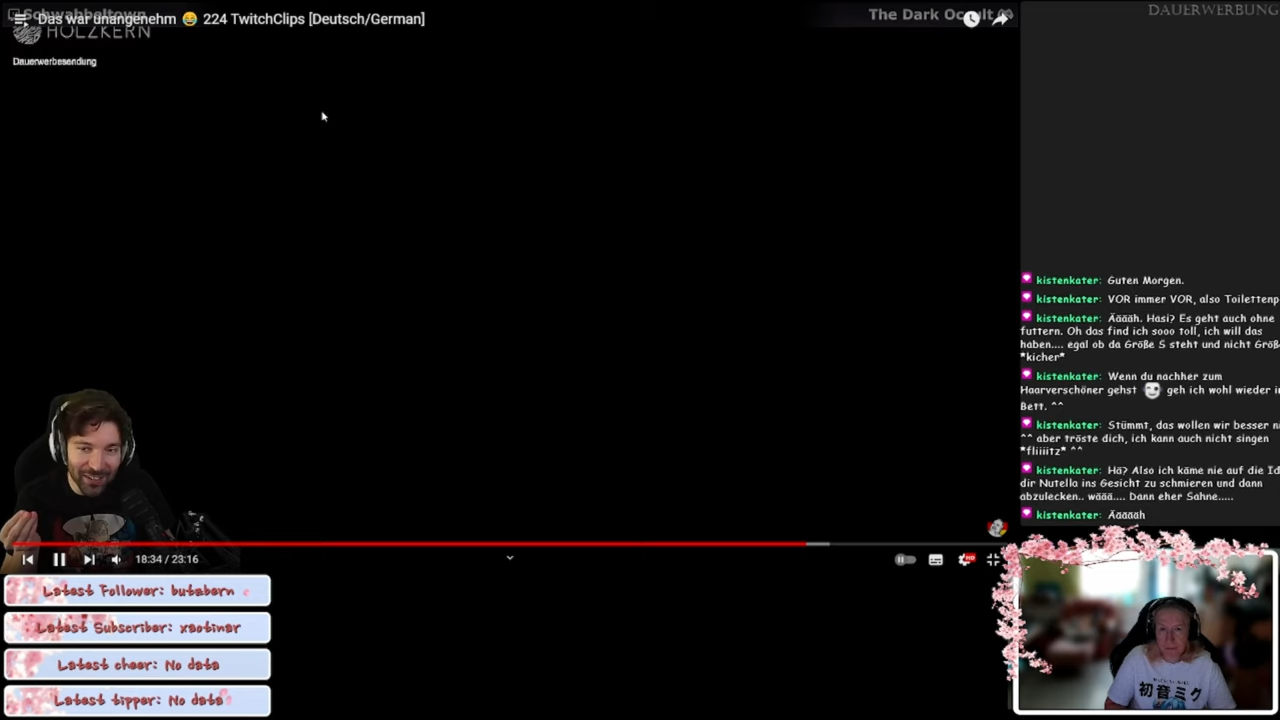 Das war unangenehm 😂 224 TwitchClips [Deutsch/German]
The Dark Occult
DAUERWERBUNG
HOLZKERN
Dauerwerbesendung
kistenkater: Guten Morgen.
kistenkater: VOR immer VOR, also Toilettenp
kistenkater: Äääáh. Hasi? Es geht auch ohne
futtern. Oh das find ich sooo toll, ich will das
haben.... egal ob da Größe S steht und nicht Größ
*kicher*
kistenkater: Wenn du nachher zum
Haarverschöner gehst geh ich wohl wieder in
Bett. ^^
kistenkater: Stümmt, das wollen wir besser ni
^^ aber tröste dich, ich kann auch nicht singen
*fliiiitz* ^^
kistenkater: Hä? Also ich käme nie auf die Id
dir Nutella ins Gesicht zu schmieren und dann
abzulecken.. wäää.... Dann eher Sahne.....
kistenkater: Äääääh
18:34 / 23:16
HD
Latest Follower: butabern
Latest Subscriber: xaotinar
Latest cheer: No data
Latest tipper: No data
初音ミク